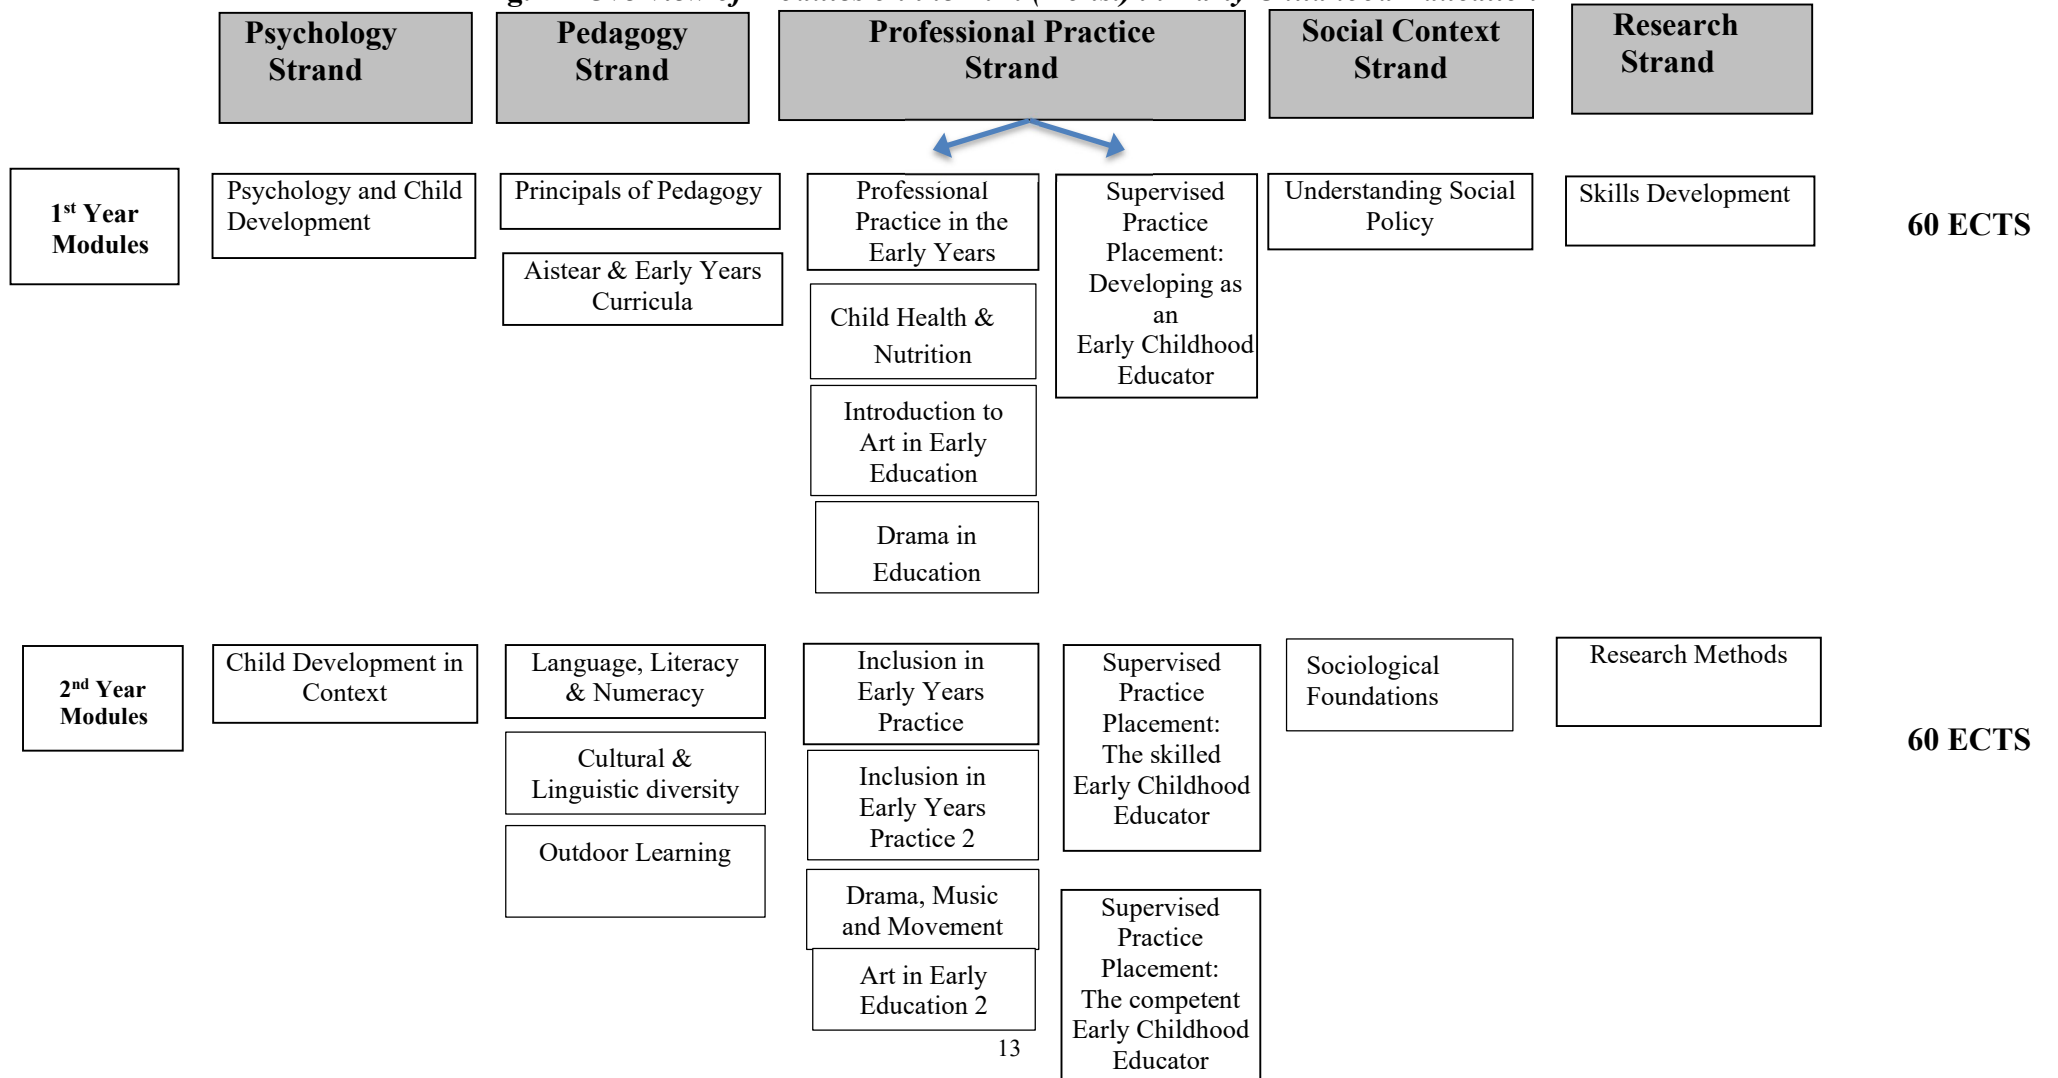 Psychology
Strand
Pedagogy
Strand
Professional Practice
Strand
Social Context
Strand
Research
Strand
1st Year
Modules
Psychology and Child
Development
Principals of Pedagogy
Aistear & Early Years
Curricula
Professional
Practice in the
Early Years
Child Health &
Nutrition
Introduction to
Art in Early
Education
Drama in
Education
Supervised
Practice
Placement:
Developing as
an
Early Childhood
Educator
Understanding Social
Policy
Skills Development
60 ECTS
2nd Year
Modules
Child Development in
Context
Language, Literacy
& Numeracy
Cultural &
Linguistic diversity
Outdoor Learning
Inclusion in
Early Years
Practice
Inclusion in
Early Years
Practice 2
Drama, Music
and Movement
Art in Early
Education 2
Supervised
Practice
Placement:
The skilled
Early Childhood
Educator
Supervised
Practice
Placement:
The competent
Early Childhood
Educator
Sociological
Foundations
Research Methods
60 ECTS
13